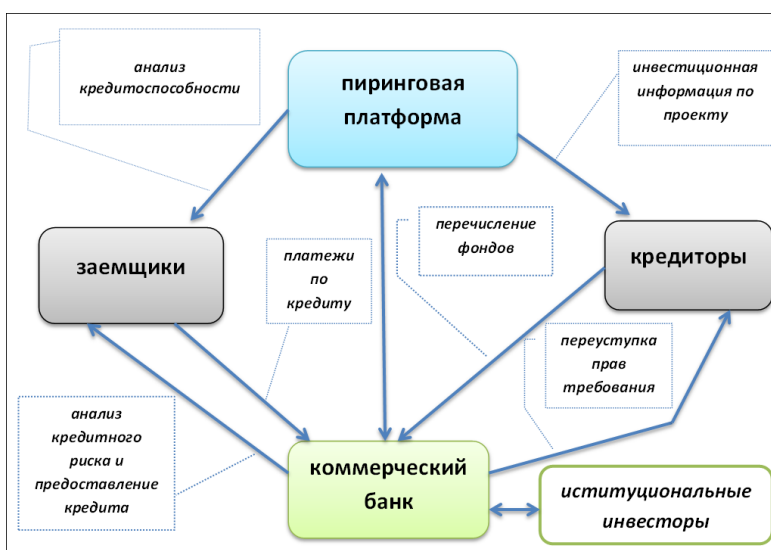 анализ
кредитоспособности
пиринговая
платформа
инвестиционная
информация по
проекту
заемщики
платежи
по
кредиту
перечисление
фондов
кредиторы
переуступка
прав
требования
анализ
кредитного
риска и
предоставление
кредита
коммерческий
банк
иституциональные
инвесторы